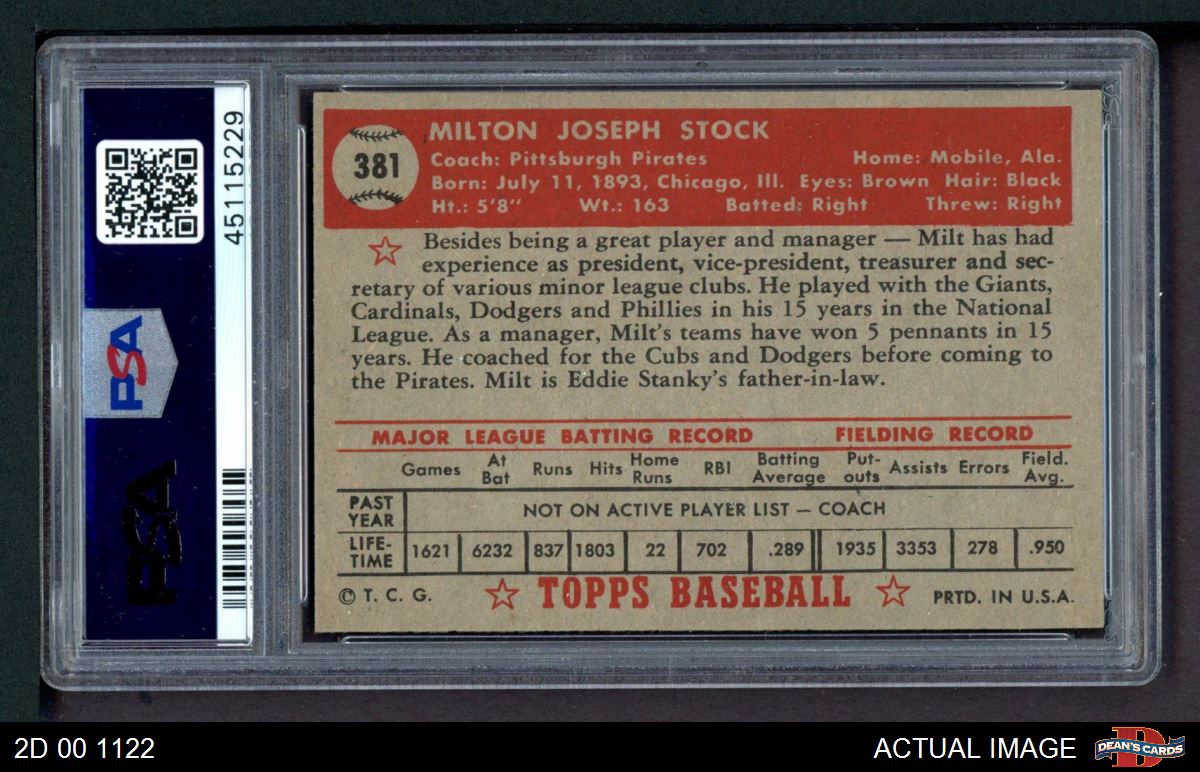 45115229
PSA
PSA
381
MILTON JOSEPH STOCK
Coach: Pittsburgh Pirates Home: Mobile, Ala.
Born: July 11, 1893, Chicago, Ill. Eyes: Brown Hair: Black
Ht.: 5'8" Wt.: 163 Batted: Right Threw: Right
Besides being a great player and manager — Milt has had
experience as president, vice-president, treasurer and sec-
retary of various minor league clubs. He played with the Giants,
Cardinals, Dodgers and Phillies in his 15 years in the National
League. As a manager, Milt's teams have won 5 pennants in 15
years. He coached for the Cubs and Dodgers before coming to
the Pirates. Milt is Eddie Stanky's father-in-law.
MAJOR LEAGUE BATTING RECORD FIELDING RECORD
Games At Bat Runs Hits Home Runs RBI Batting Average Put-outs Assists Errors Field. Avg.
PAST YEAR NOT ON ACTIVE PLAYER LIST — COACH
LIFE-TIME 1621 6232 837 1803 22 702 .289 1935 3353 278 .950
© T. C. G. TOPPS BASEBALL PRTD. IN U.S.A.
2D 00 1122
ACTUAL IMAGE
D
DEAN'S CARDS